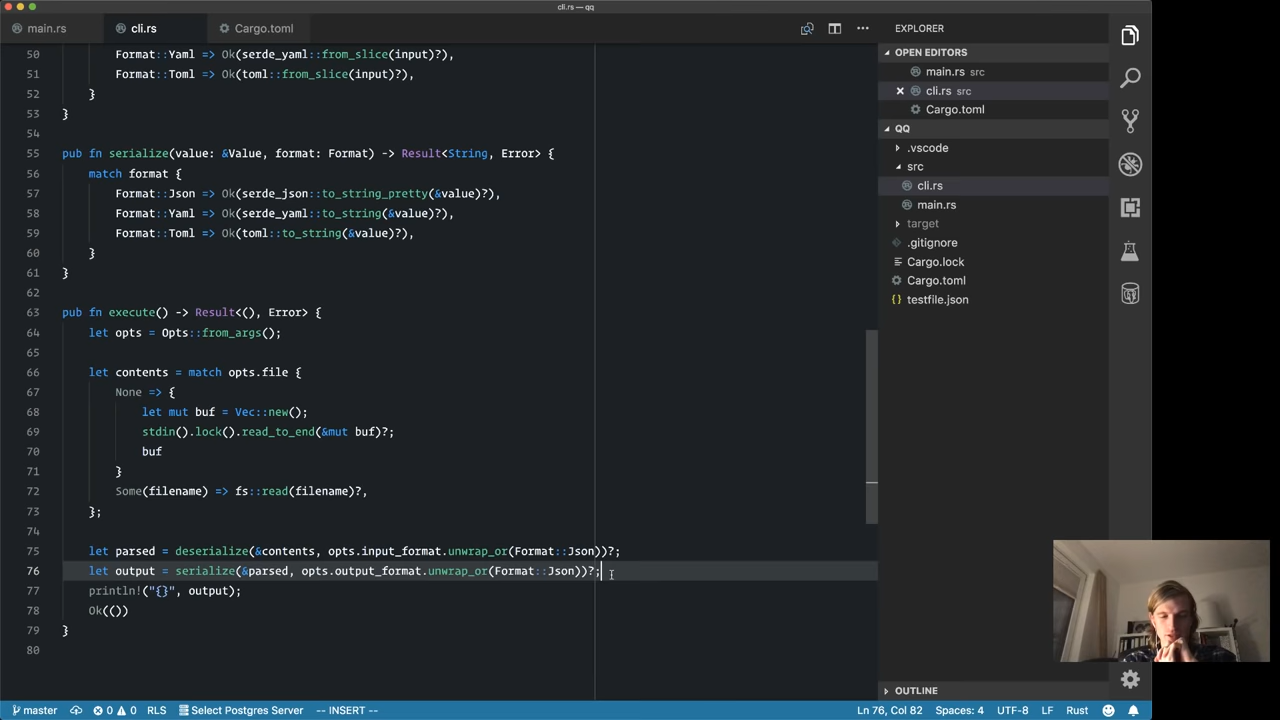 cli.rs — qq
main.rs
cli.rs
Cargo.toml
50 Format::Yaml => Ok(serde_yaml::from_slice(input)?),
51 Format::Toml => Ok(toml::from_slice(input)?),
52 }
53 }
54
55 pub fn serialize(value: &Value, format: Format) -> Result<String, Error> {
56 match format {
57 Format::Json => Ok(serde_json::to_string_pretty(&value)?),
58 Format::Yaml => Ok(serde_yaml::to_string(&value)?),
59 Format::Toml => Ok(toml::to_string(&value)?),
60 }
61 }
62
63 pub fn execute() -> Result<(), Error> {
64 let opts = Opts::from_args();
65
66 let contents = match opts.file {
67 None => {
68 let mut buf = Vec::new();
69 stdin().lock().read_to_end(&mut buf)?;
70 buf
71 }
72 Some(filename) => fs::read(filename)?,
73 };
74
75 let parsed = deserialize(&contents, opts.input_format.unwrap_or(Format::Json))?;
76 let output = serialize(&parsed, opts.output_format.unwrap_or(Format::Json))?;
77 println!("{}", output);
78 Ok(())
79 }
80
EXPLORER
OPEN EDITORS
main.rs src
cli.rs src
Cargo.toml
QQ
.vscode
src
cli.rs
main.rs
target
.gitignore
Cargo.lock
Cargo.toml
testfile.json
OUTLINE
master 0 0 RLS Select Postgres Server -- INSERT -- Ln 76, Col 82 Spaces: 4 UTF-8 LF Rust